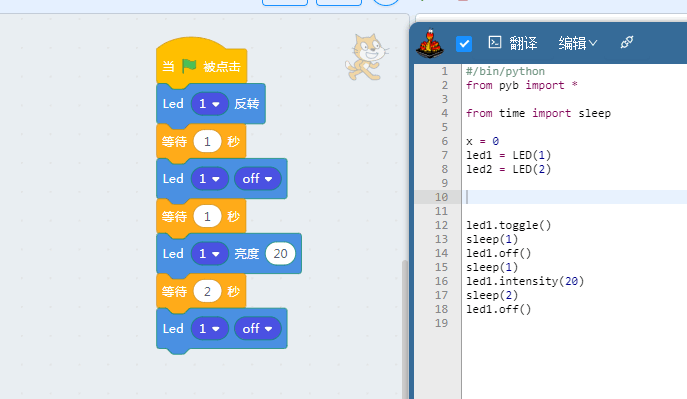 当 被点击
Led 1 反转
等待 1 秒
Led 1 off
等待 1 秒
Led 1 亮度 20
等待 2 秒
Led 1 off
翻译 编辑
1 #/bin/python
2 from pyb import *
3
4 from time import sleep
5
6 x = 0
7 led1 = LED(1)
8 led2 = LED(2)
9
10
11
12 led1.toggle()
13 sleep(1)
14 led1.off()
15 sleep(1)
16 led1.intensity(20)
17 sleep(2)
18 led1.off()
19